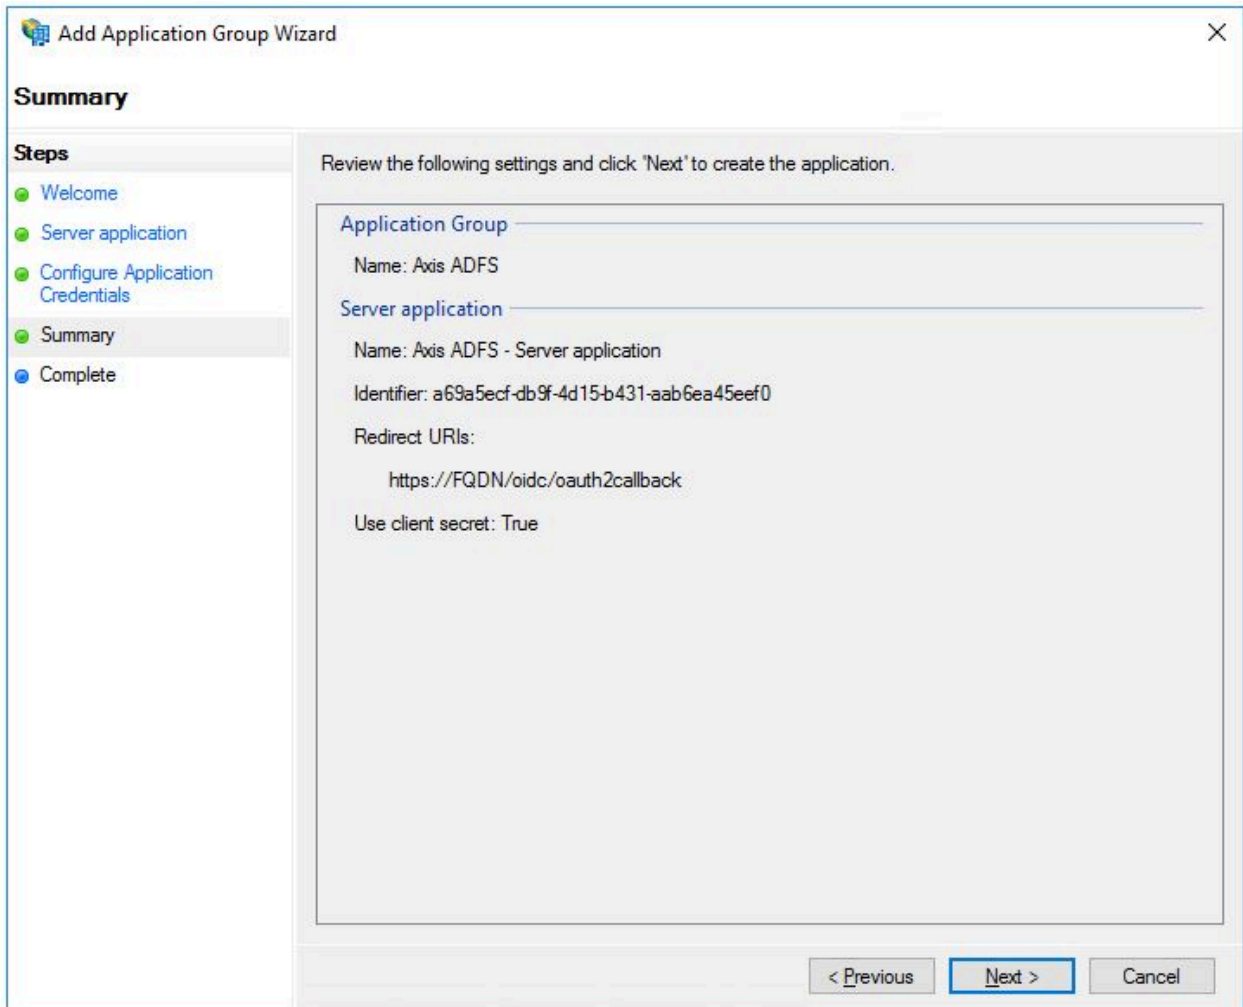 Add Application Group Wizard
Summary
Steps
Welcome
Server application
Configure Application
Credentials
Summary
Complete
Review the following settings and click 'Next' to create the application.
Application Group
Name: Axis ADFS
Server application
Name: Axis ADFS - Server application
Identifier: a69a5ecf-db9f-4d15-b431-aab6ea45eef0
Redirect URIs:
https://FQDN/oidc/oauth2callback
Use client secret: True
< Previous
Next >
Cancel